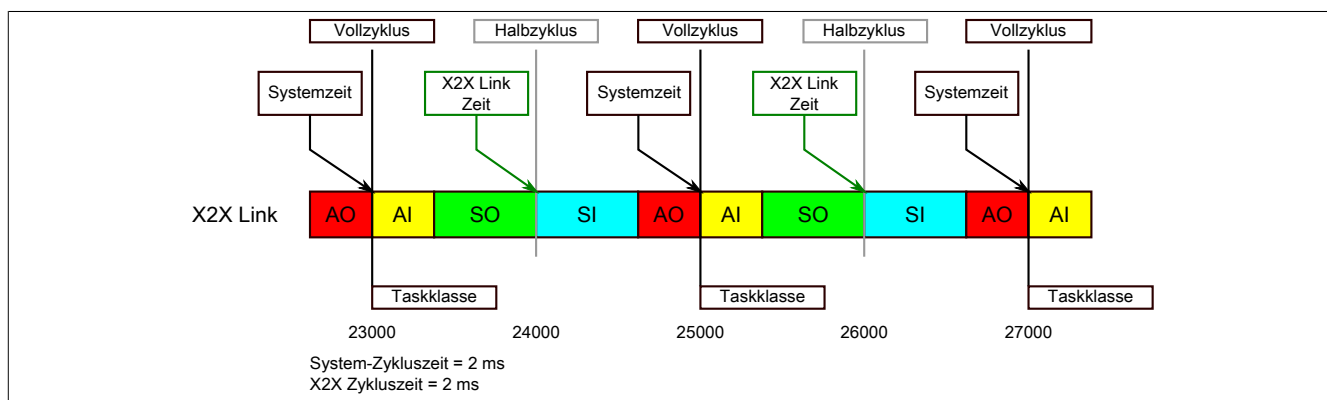 Vollzyklus Halbzyklus Vollzyklus Halbzyklus Vollzyklus
Systemzeit X2X Link Zeit Systemzeit X2X Link Zeit Systemzeit
X2X Link AO AI SO SI AO AI SO SI AO AI
Taskklasse Taskklasse Taskklasse
23000 24000 25000 26000 27000
System-Zykluszeit = 2 ms
X2X Zykluszeit = 2 ms